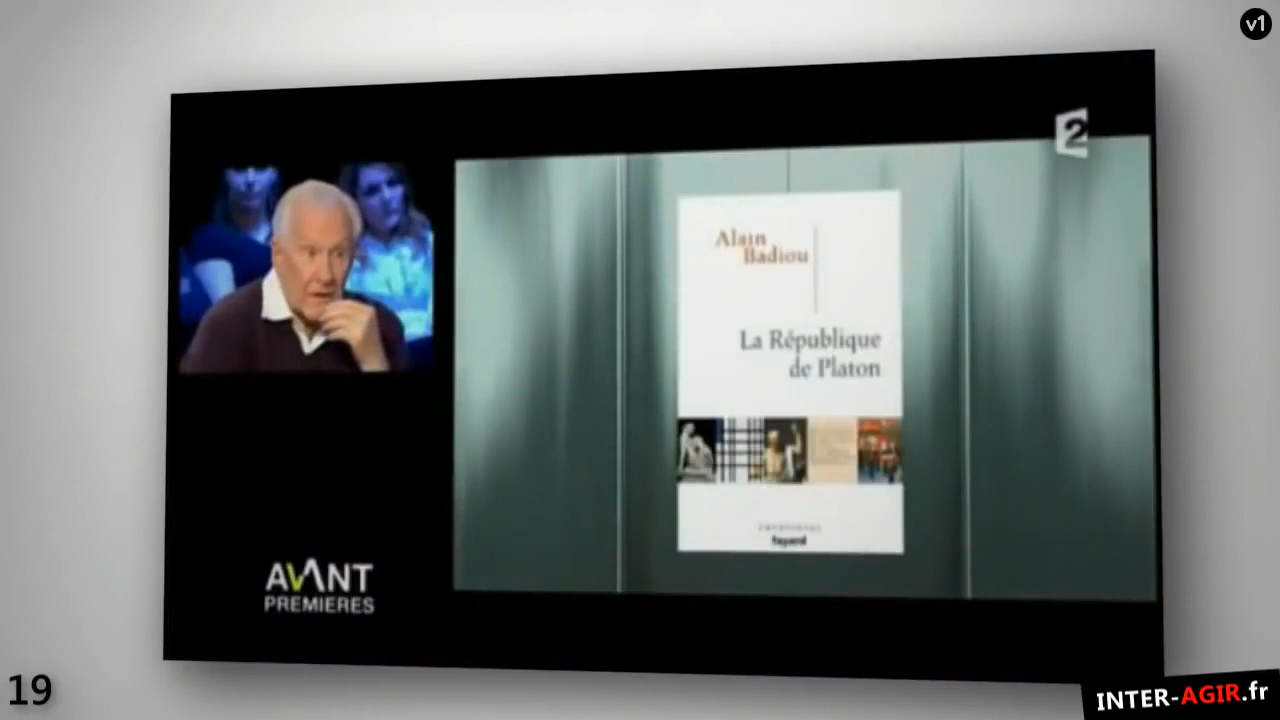 v1
2
Alain
Badiou
La République
de Platon
fayard
AVANT
PREMIERES
19
INTER-AGIR.fr